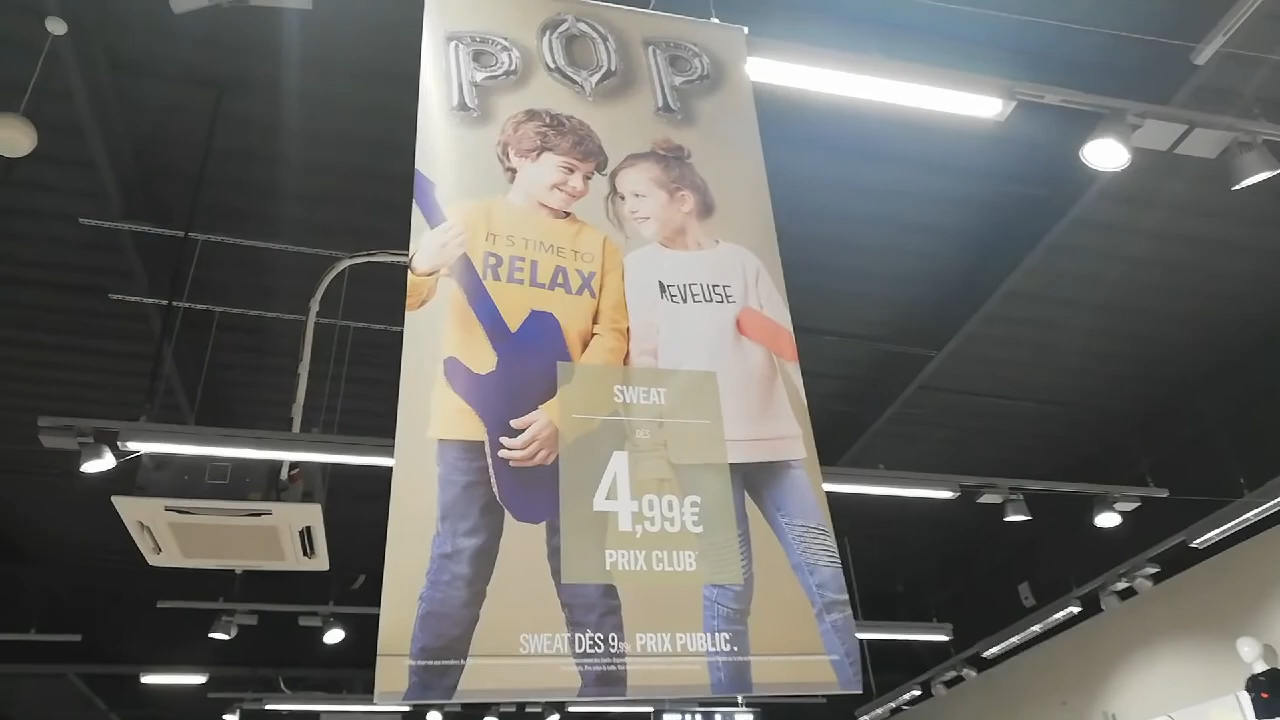 POP
IT'S TIME TO
RELAX
REVEUSE
SWEAT
DÈS
4,99€
PRIX CLUB*
SWEAT DÈS 9,99€ PRIX PUBLIC*.